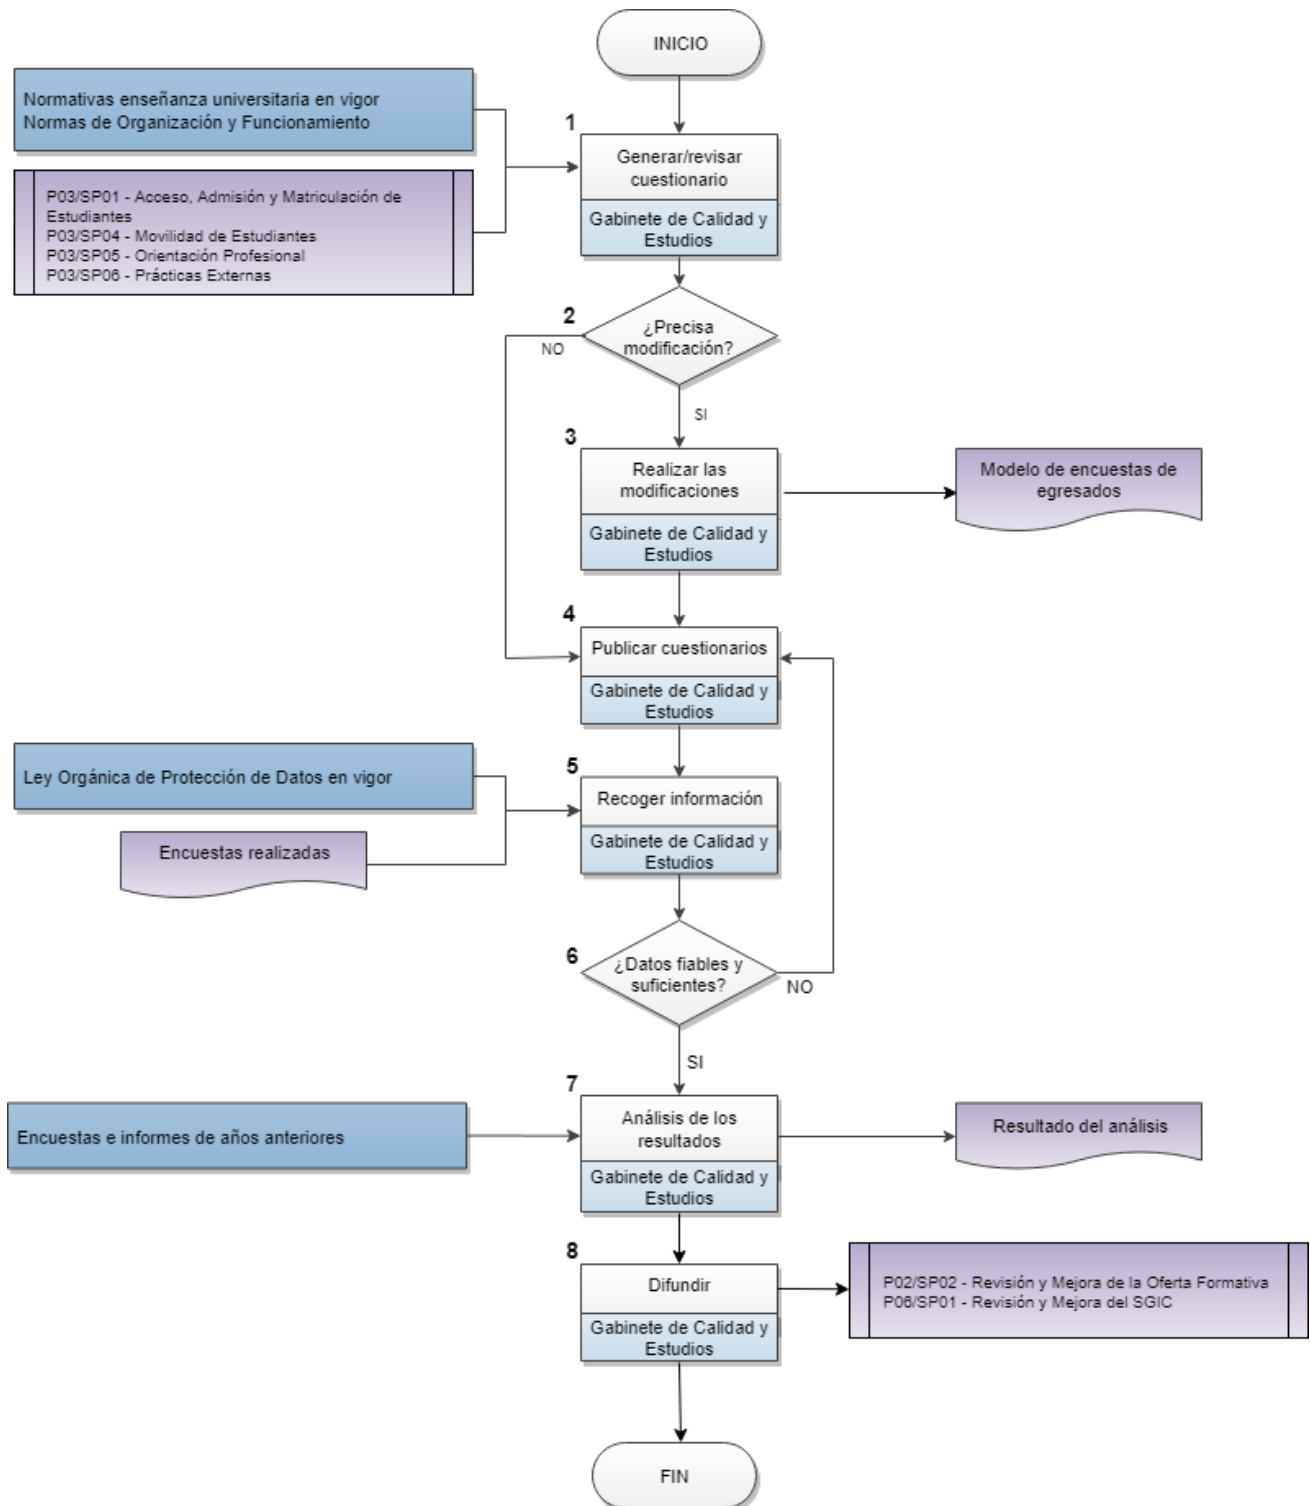 INICIO
Normativas enseñanza universitaria en vigor
Normas de Organización y Funcionamiento
1
Generar/revisar
cuestionario
Gabinete de Calidad y
Estudios
P03/SP01 - Acceso, Admisión y Matriculación de
Estudiantes
P03/SP04 - Movilidad de Estudiantes
P03/SP05 - Orientación Profesional
P03/SP06 - Prácticas Externas
2
¿Precisa
modificación?
NO
SI
3
Realizar las
modificaciones
Gabinete de Calidad y
Estudios
Modelo de encuestas de
egresados
4
Publicar cuestionarios
Gabinete de Calidad y
Estudios
Ley Orgánica de Protección de Datos en vigor
5
Recoger información
Gabinete de Calidad y
Estudios
Encuestas realizadas
6
¿Datos fiables y
suficientes?
NO
SI
7
Análisis de los
resultados
Gabinete de Calidad y
Estudios
Encuestas e informes de años anteriores
Resultado del análisis
8
Difundir
Gabinete de Calidad y
Estudios
P02/SP02 - Revisión y Mejora de la Oferta Formativa
P06/SP01 - Revisión y Mejora del SGIC
FIN